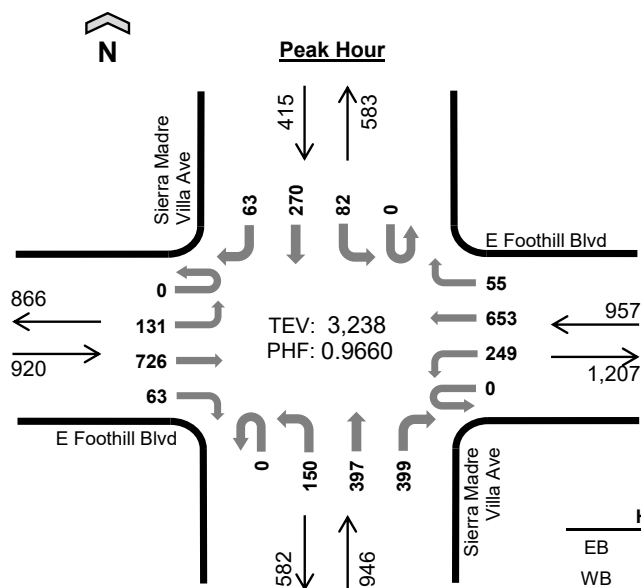 N
Peak Hour
Sierra Madre
Villa Ave
415
583
63
270
82
0
E Foothill Blvd
866
920
0
131
726
63
TEV: 3,238
PHF: 0.9660
55
653
249
0
957
1,207
E Foothill Blvd
0
150
397
399
Sierra Madre
Villa Ave
582
946
EB
WB